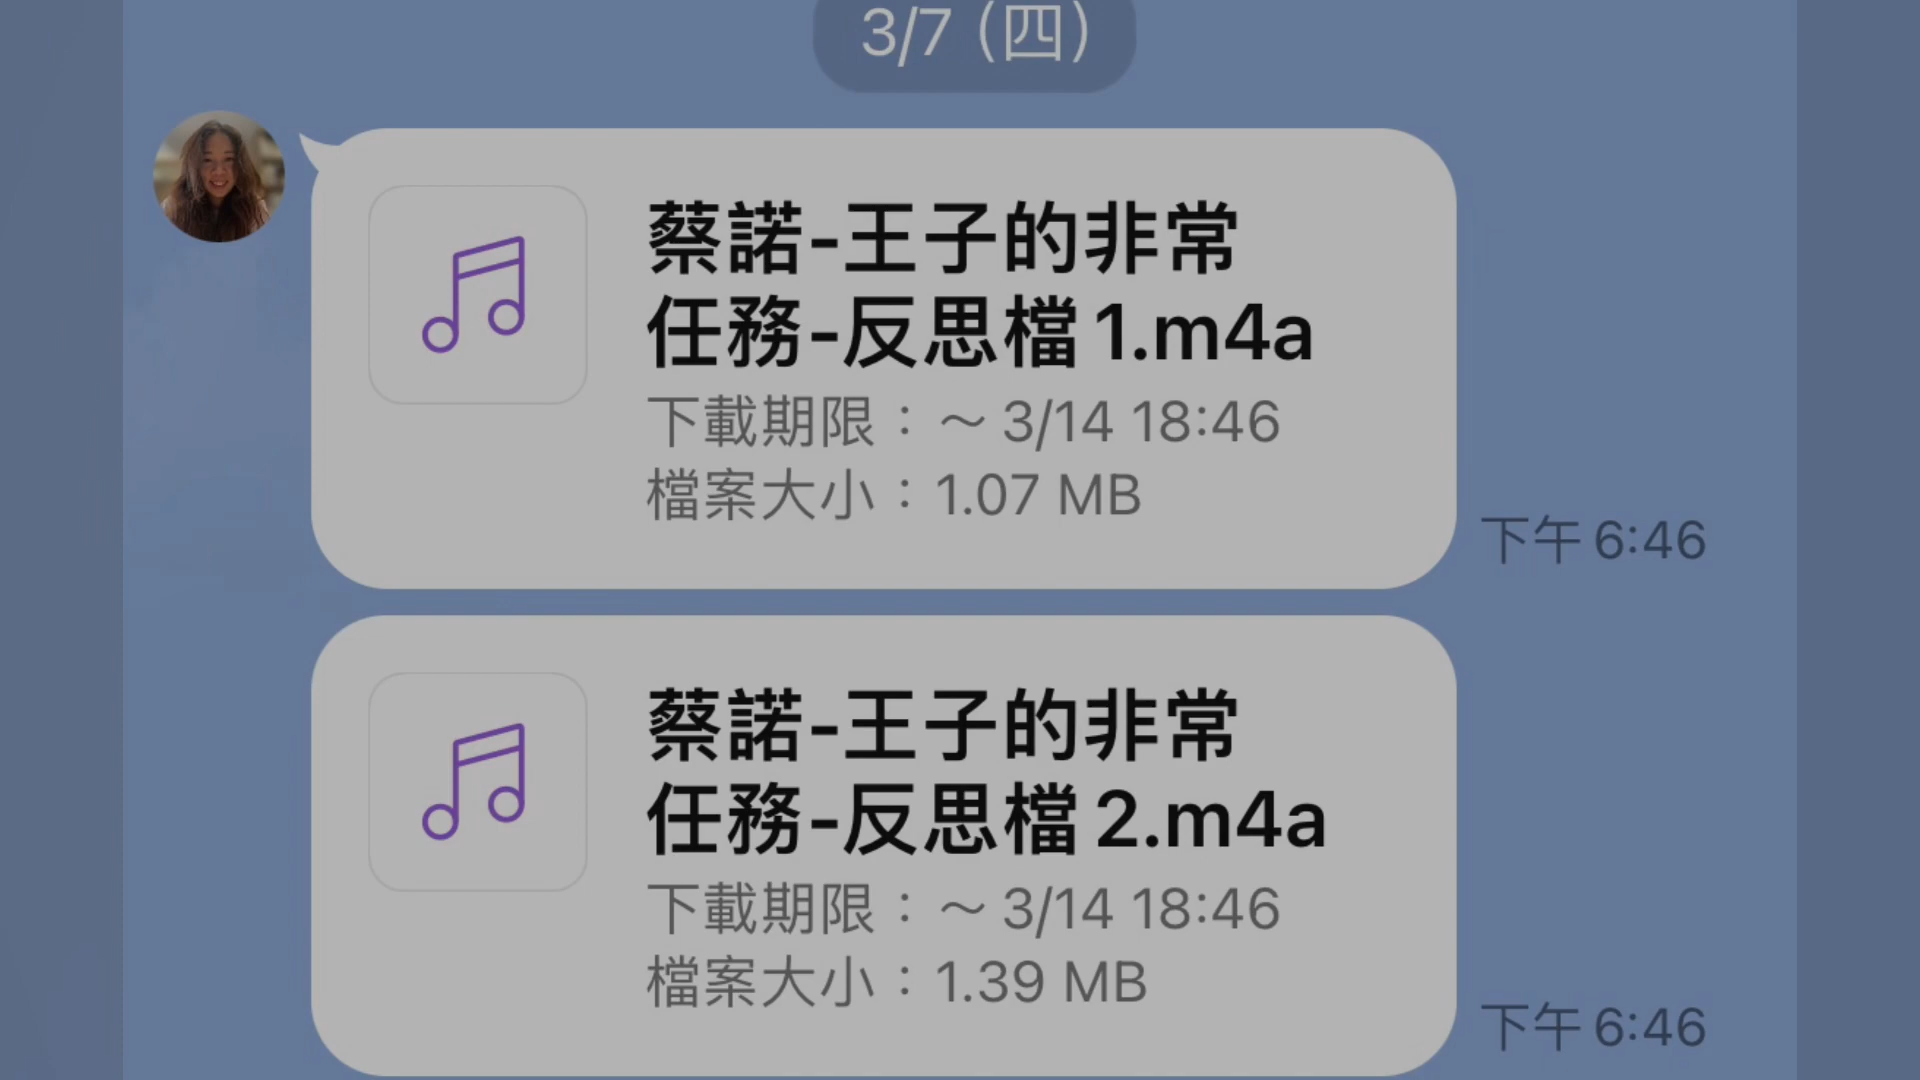 3/7（四）
蔡諾-王子的非常
任務-反思檔 1.m4a
下載期限：～ 3/14 18:46
檔案大小：1.07 MB
下午 6:46
蔡諾-王子的非常
任務-反思檔 2.m4a
下載期限：～ 3/14 18:46
檔案大小：1.39 MB
下午 6:46